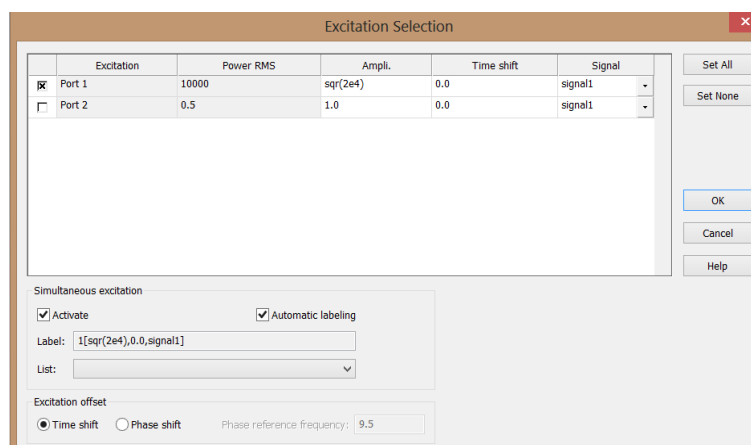 Excitation Selection
Excitation Power RMS Ampli. Time shift Signal
Port 1 10000 sqr(2e4) 0.0 signal1
Port 2 0.5 1.0 0.0 signal1
Set All
Set None
OK
Cancel
Help
Simultaneous excitation
Activate Automatic labeling
Label: 1[sqr(2e4),0.0,signal1]
List:
Excitation offset
Time shift Phase shift Phase reference frequency: 9.5